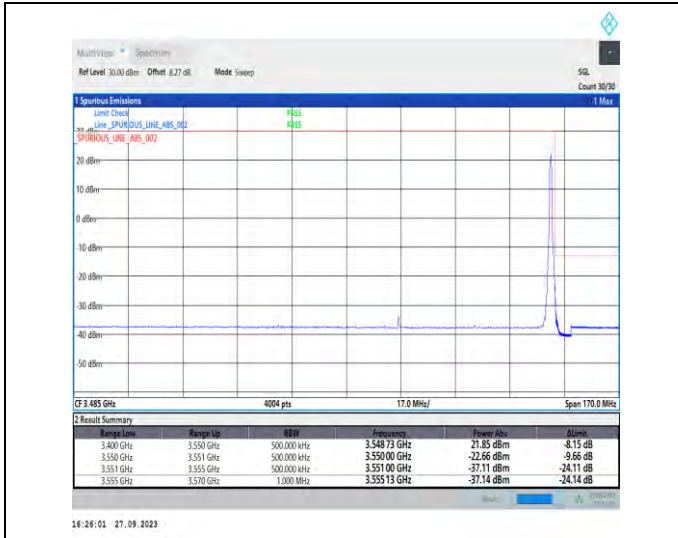 MultiView Spectrum
Ref Level 30.00 dBm Offset 8.27 dB Mode Sweep SGL
Count 30/30
1 Spurious Emissions 1 Max
Limit Check PASS
Line _SPURIOUS_LINE_ABS_002 PASS
_SPURIOUS_LINE_ABS_002
20 dBm
10 dBm
0 dBm
-10 dBm
-20 dBm
-30 dBm
-40 dBm
-50 dBm
CF 3.485 GHz 4004 pts 17.0 MHz/ Span 170.0 MHz
2 Result Summary
Range Low Range Up RBW Frequency Power Abs ΔLimit
3.400 GHz 3.550 GHz 500.000 kHz 3.548 73 GHz 21.85 dBm -8.15 dB
3.550 GHz 3.551 GHz 500.000 kHz 3.550 00 GHz -22.66 dBm -9.66 dB
3.551 GHz 3.555 GHz 500.000 kHz 3.551 00 GHz -37.11 dBm -24.11 dB
3.555 GHz 3.570 GHz 1.000 MHz 3.555 13 GHz -37.14 dBm -24.14 dB
16:26:01 27.09.2023